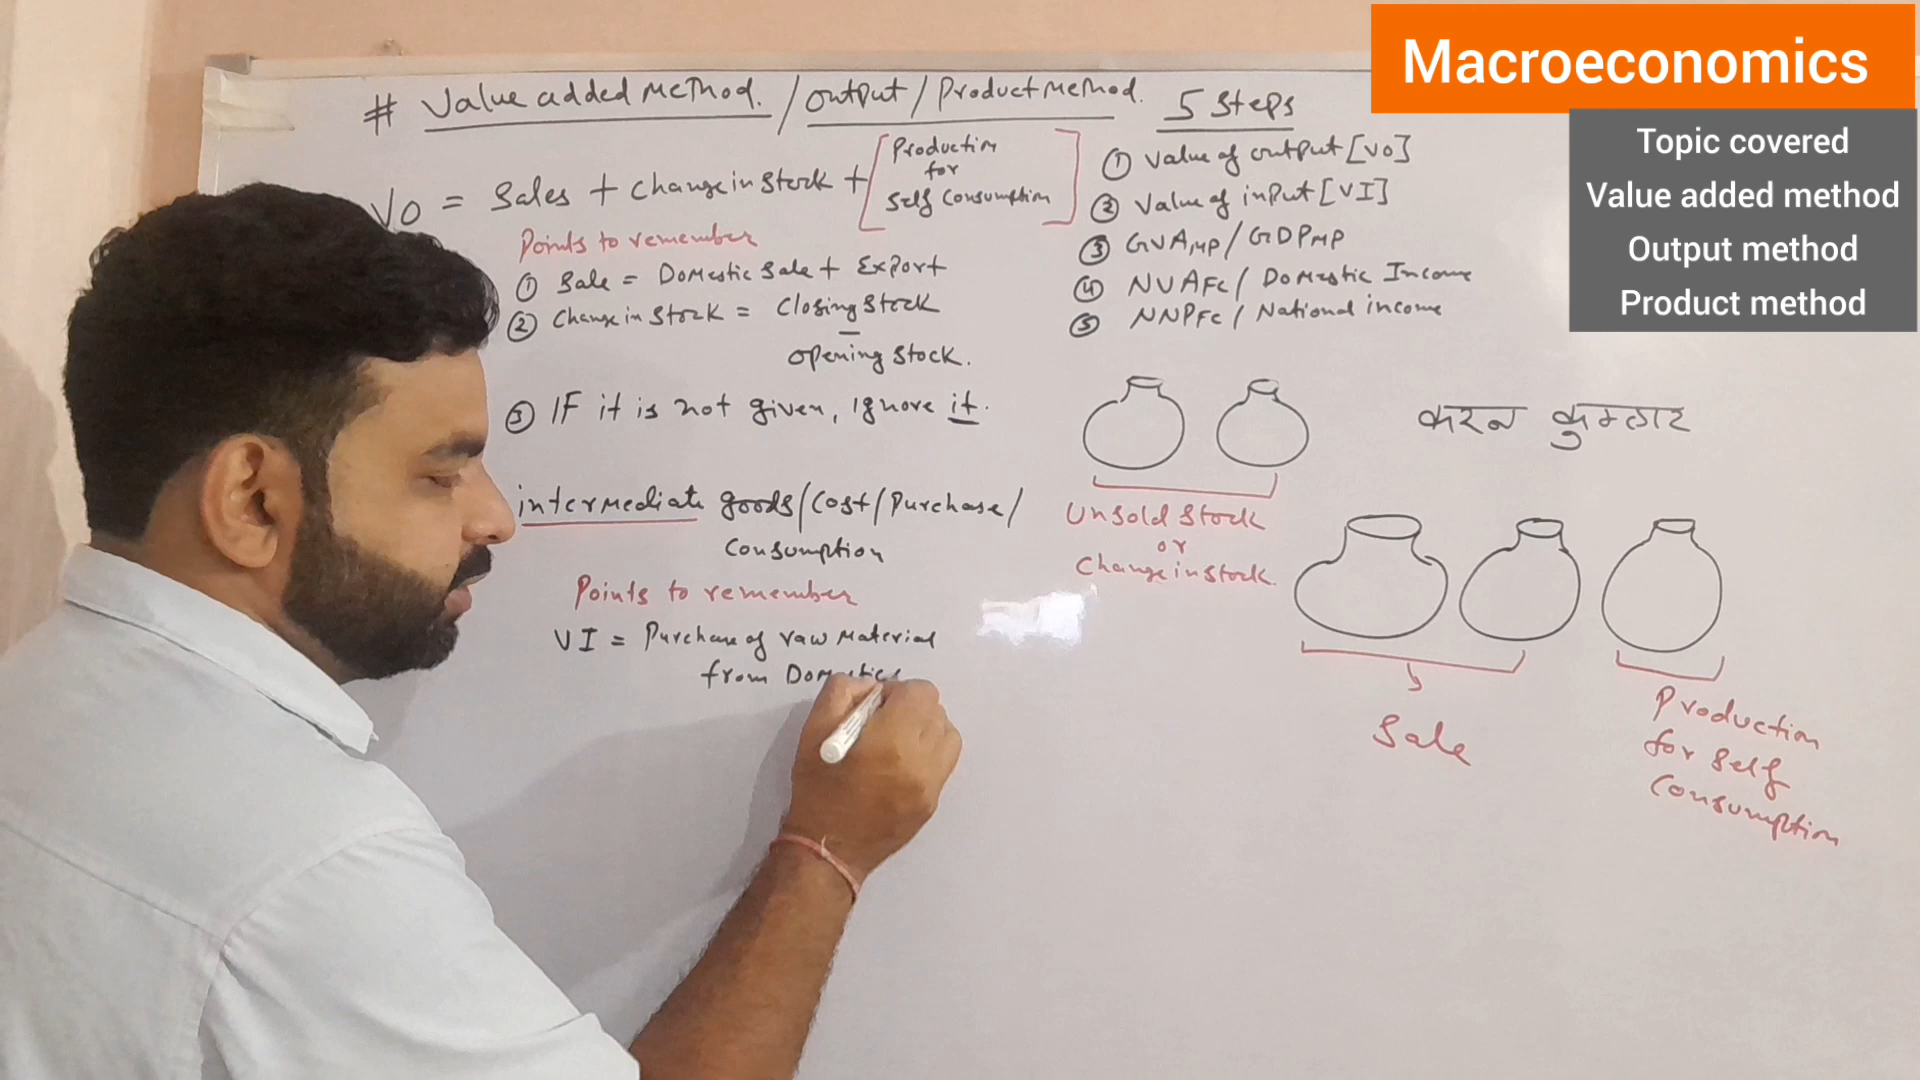 Macroeconomics
Topic covered
Value added method
Output method
Product method
# Value added Method. / output / Product Method.
5 Steps
VO = Sales + Change in Stock + [Production
for
Self Consumption]
Points to remember
① Sale = Domestic Sale + Export
② Change in Stock = Closing Stock
–
opening Stock.
③ IF it is not given, ignore it.
intermediate goods/Cost/Purchase/
Consumption
Points to remember
VI = Purchase of raw Material
from Domestic
① Value of output [VO]
② Value of input [VI]
③ GVAMP / GDPMP
④ NVAFC / Domestic Income
⑤ NNPFC / National income
करन कुम्हार
Unsold Stock
or
Change in Stock.
Sale
Production
for Self
Consumption